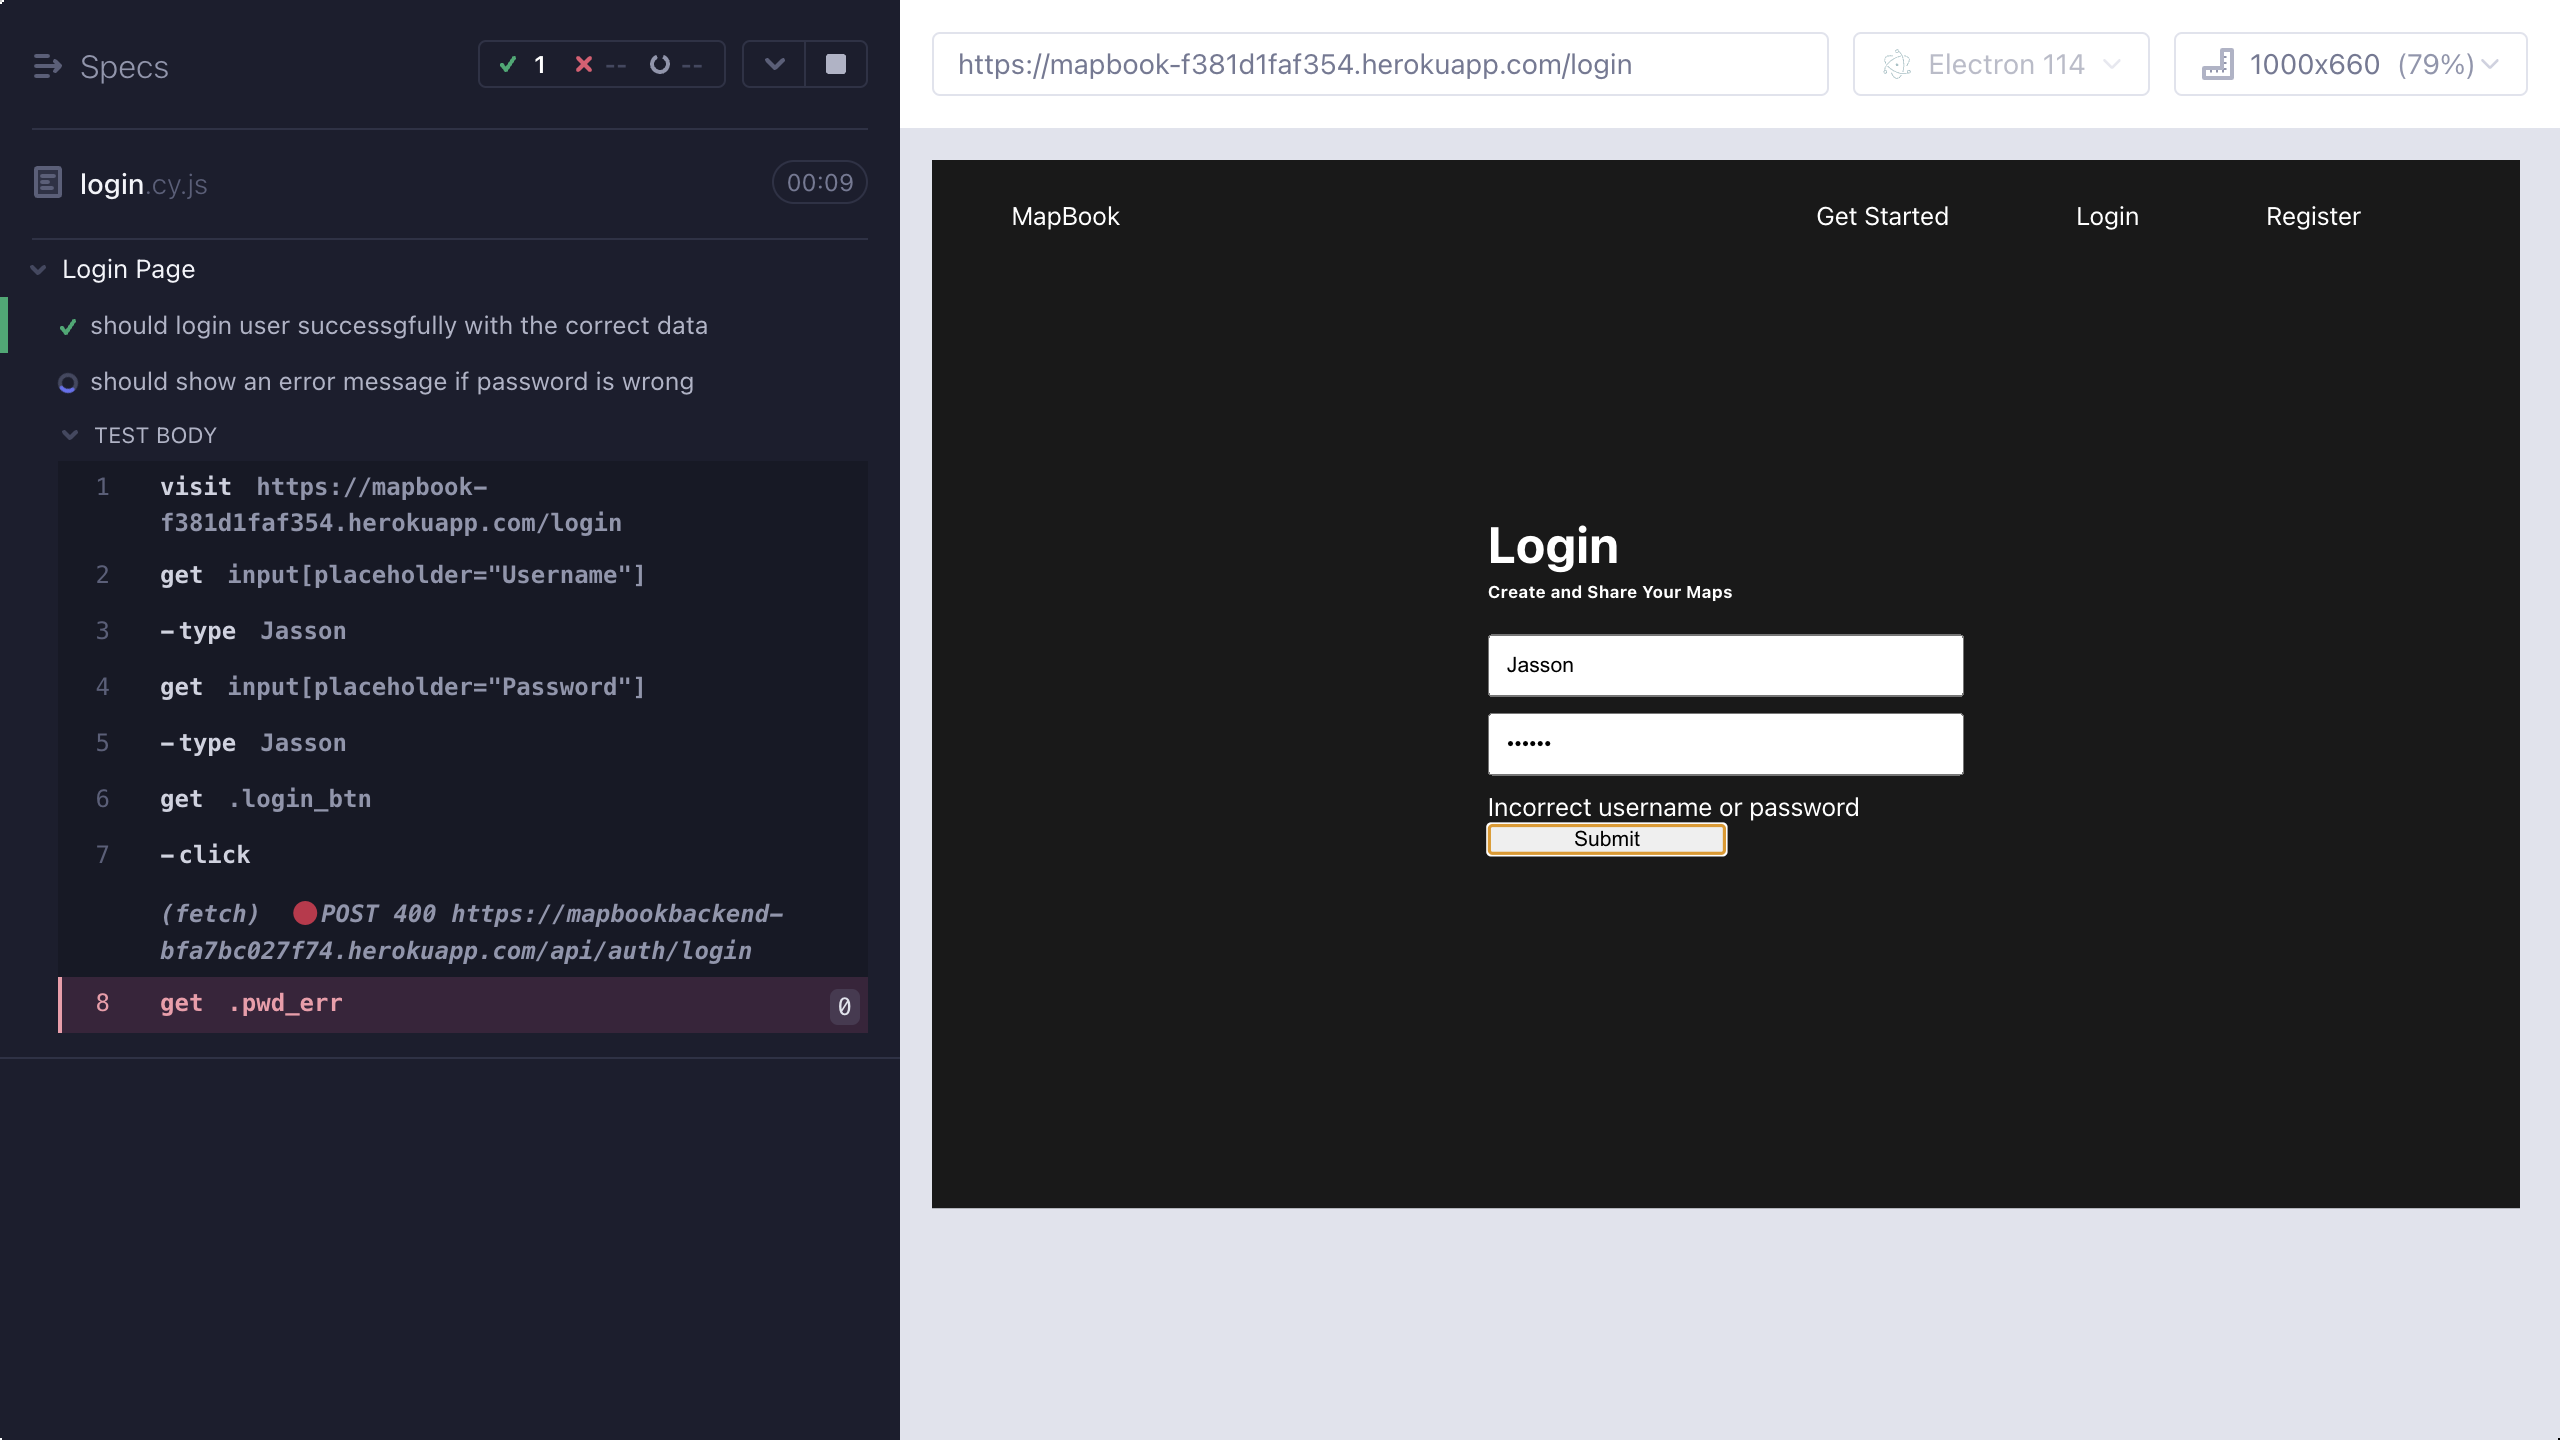 Specs
1
--
--
login.cy.js
00:09
Login Page
should login user successgfully with the correct data
should show an error message if password is wrong
TEST BODY
1 visit https://mapbook-
f381d1faf354.herokuapp.com/login
2 get input[placeholder="Username"]
3 -type Jasson
4 get input[placeholder="Password"]
5 -type Jasson
6 get .login_btn
7 -click
(fetch) POST 400 https://mapbookbackend-
bfa7bc027f74.herokuapp.com/api/auth/login
8 get .pwd_err 0
https://mapbook-f381d1faf354.herokuapp.com/login
Electron 114
1000x660 (79%)
MapBook
Get Started
Login
Register
Login
Create and Share Your Maps
Jasson
••••••
Incorrect username or password
Submit